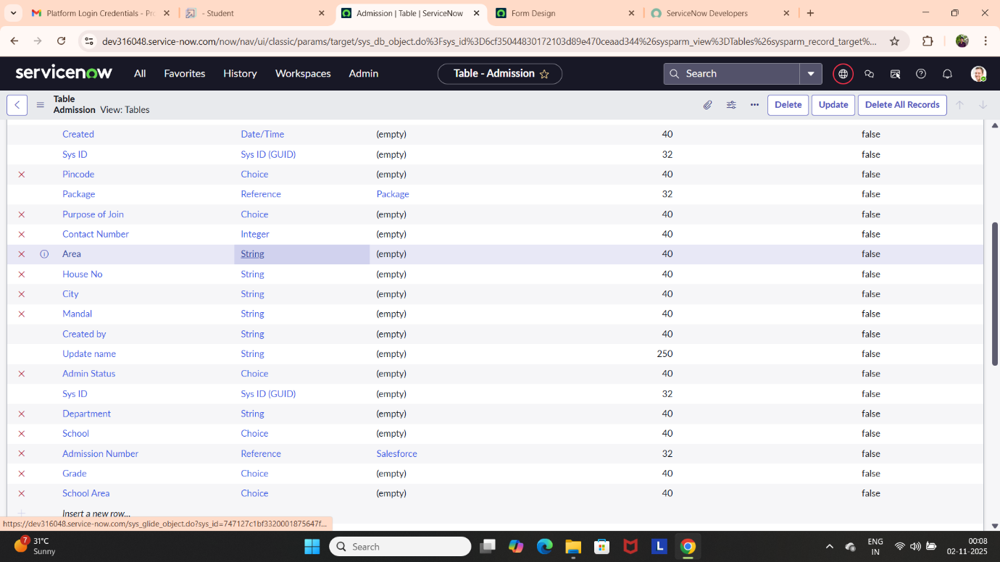 Platform Login Credentials - Pr
- Student
Admission | Table | ServiceNow
Form Design
ServiceNow Developers
dev316048.service-now.com/now/nav/ui/classic/params/target/sys_db_object.do%3Fsys_id%3D6cf35044830172103d89e470ceaad344%26sysparm_view%3DTables%26sysparm_record_target%...
servicenow All Favorites History Workspaces Admin Table - Admission Search
Table
Admission View: Tables
Delete Update Delete All Records
Created Date/Time (empty) 40 false
Sys ID Sys ID (GUID) (empty) 32 false
Pincode Choice (empty) 40 false
Package Reference Package 32 false
Purpose of Join Choice (empty) 40 false
Contact Number Integer (empty) 40 false
Area String (empty) 40 false
House No String (empty) 40 false
City String (empty) 40 false
Mandal String (empty) 40 false
Created by String (empty) 40 false
Update name String (empty) 250 false
Admin Status Choice (empty) 40 false
Sys ID Sys ID (GUID) (empty) 32 false
Department String (empty) 40 false
School Choice (empty) 40 false
Admission Number Reference Salesforce 32 false
Grade Choice (empty) 40 false
School Area Choice (empty) 40 false
Insert a new row...
https://dev316048.service-now.com/sys_glide_object.do?sys_id=747127c1bf3320001875647f...
7
31°C
Sunny
Search
L
ENG
IN
00:08
02-11-2025